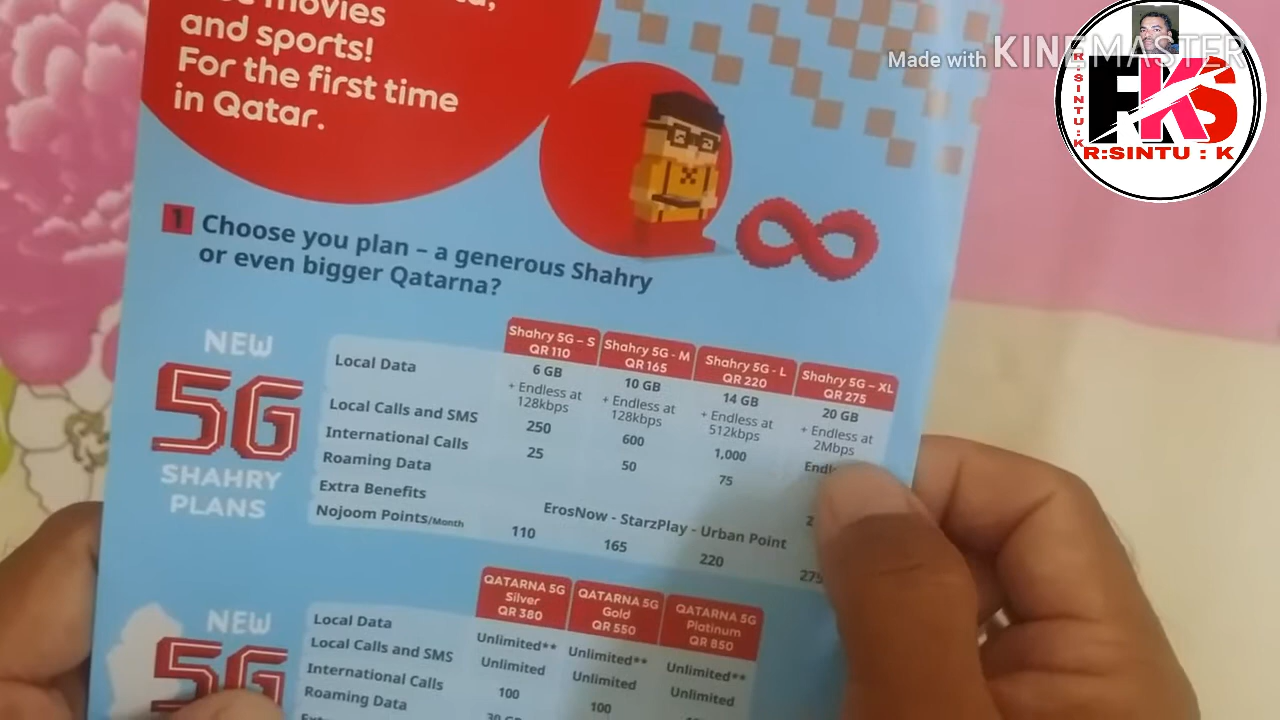 movies
and sports!
For the first time
in Qatar.
Made with KINEMASTER
R:SINTU:K
FKS
R:SINTU : K
1 Choose you plan – a generous Shahry
or even bigger Qatarna?
NEW
5G
SHAHRY
PLANS
Shahry 5G – S Shahry 5G - M Shahry 5G - L Shahry 5G – XL
QR 110 QR 165 QR 220 QR 275
Local Data 6 GB 10 GB 14 GB 20 GB
+ Endless at + Endless at + Endless at + Endless at
128kbps 128kbps 512kbps 2Mbps
Local Calls and SMS 250 600 1,000
International Calls 25 50 75
Roaming Data
Extra Benefits ErosNow - StarzPlay - Urban Point
Nojoom Points/Month 110 165 220 275
NEW
5G
QATARNA 5G QATARNA 5G QATARNA 5G
Silver Gold Platinum
QR 380 QR 550 QR 850
Local Data Unlimited** Unlimited** Unlimited**
Local Calls and SMS Unlimited Unlimited Unlimited
International Calls 100 100
Roaming Data 30 GB